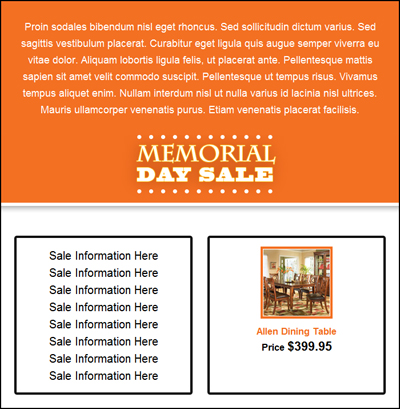 Proin sodales bibendum nisl eget rhoncus. Sed sollicitudin dictum varius. Sed
sagittis vestibulum placerat. Curabitur eget ligula quis augue semper viverra eu
vitae dolor. Aliquam lobortis ligula felis, ut placerat ante. Pellentesque mattis
sapien sit amet velit commodo suscipit. Pellentesque ut tempus risus. Vivamus
tempus aliquet enim. Nullam interdum nisl ut nulla varius id lacinia nisl ultrices.
Mauris ullamcorper venenatis purus. Etiam venenatis placerat facilisis.
MEMORIAL
DAY SALE
Sale Information Here
Sale Information Here
Sale Information Here
Sale Information Here
Sale Information Here
Sale Information Here
Sale Information Here
Sale Information Here
Allen Dining Table
Price $399.95